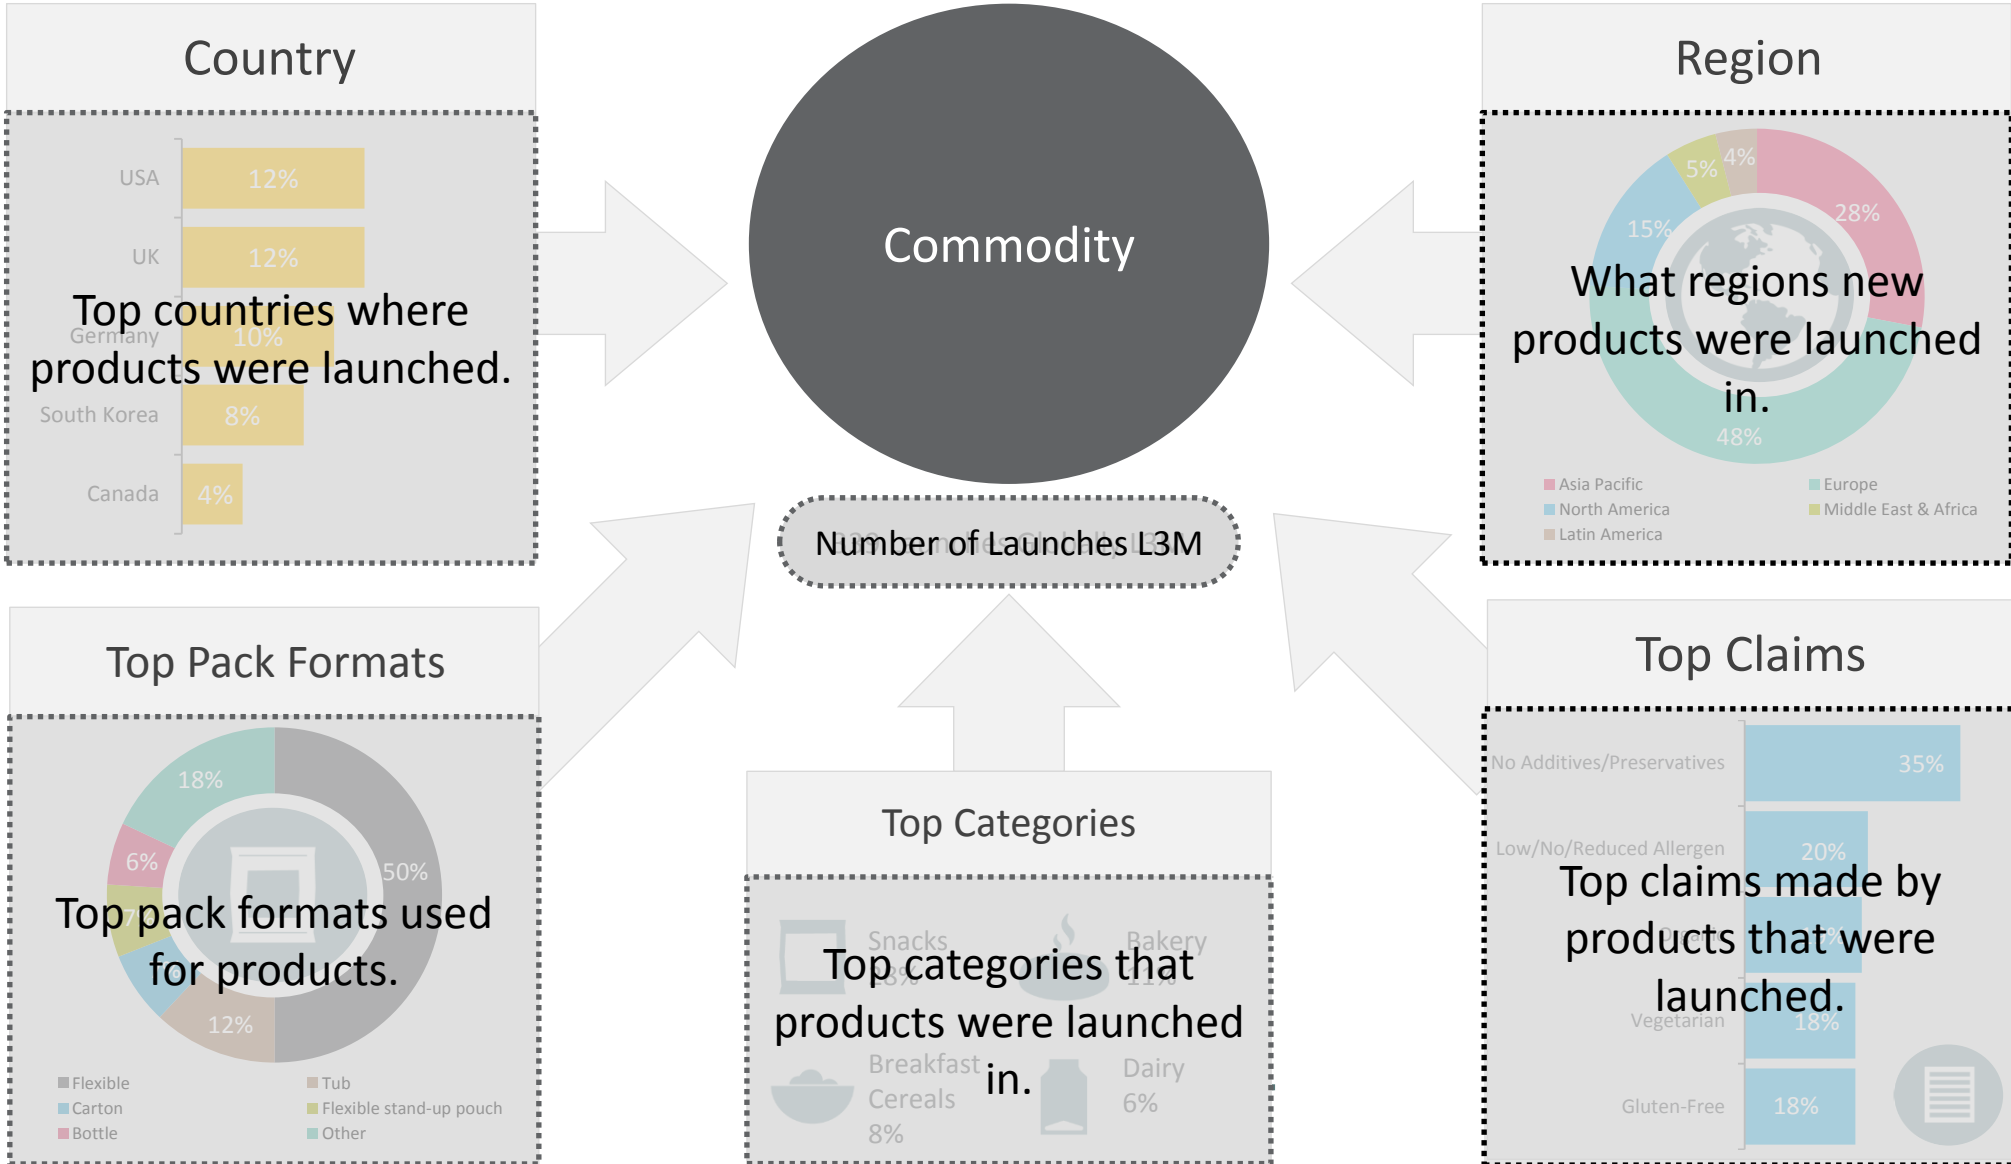 Country
USA
12%
UK
12%
Germany
10%
South Korea
8%
Canada
4%
Top countries where
products were launched.
Commodity
Number of Launches L3M
Region
28%
48%
15%
5%
4%
What regions new
products were launched
in.
Asia Pacific
Europe
North America
Middle East & Africa
Latin America
Top Pack Formats
50%
12%
7%
6%
18%
Top pack formats used
for products.
Flexible
Tub
Carton
Flexible stand-up pouch
Bottle
Other
Top Categories
Snacks
Bakery
11%
Top categories that
products were launched
in.
Breakfast
Cereals
8%
Dairy
6%
Top Claims
No Additives/Preservatives
35%
Low/No/Reduced Allergen
20%
Top claims made by
products that were
launched.
Organic
Vegetarian
18%
Gluten-Free
18%